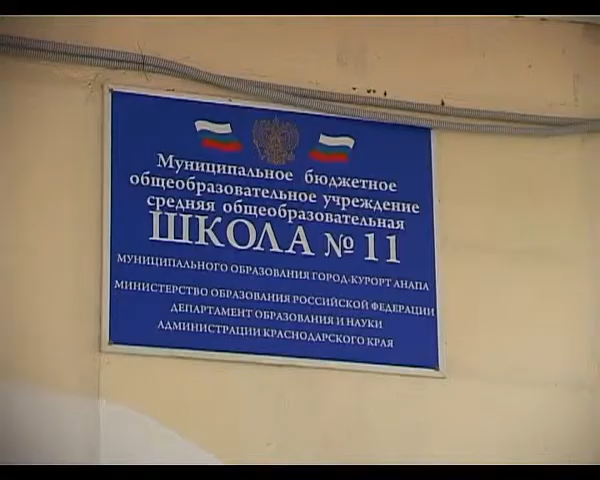 Муниципальное бюджетное
общеобразовательное учреждение
средняя общеобразовательная
ШКОЛА № 11
МУНИЦИПАЛЬНОГО ОБРАЗОВАНИЯ ГОРОД-КУРОРТ АНАПА
МИНИСТЕРСТВО ОБРАЗОВАНИЯ РОССИЙСКОЙ ФЕДЕРАЦИИ
ДЕПАРТАМЕНТ ОБРАЗОВАНИЯ И НАУКИ
АДМИНИСТРАЦИИ КРАСНОДАРСКОГО КРАЯ